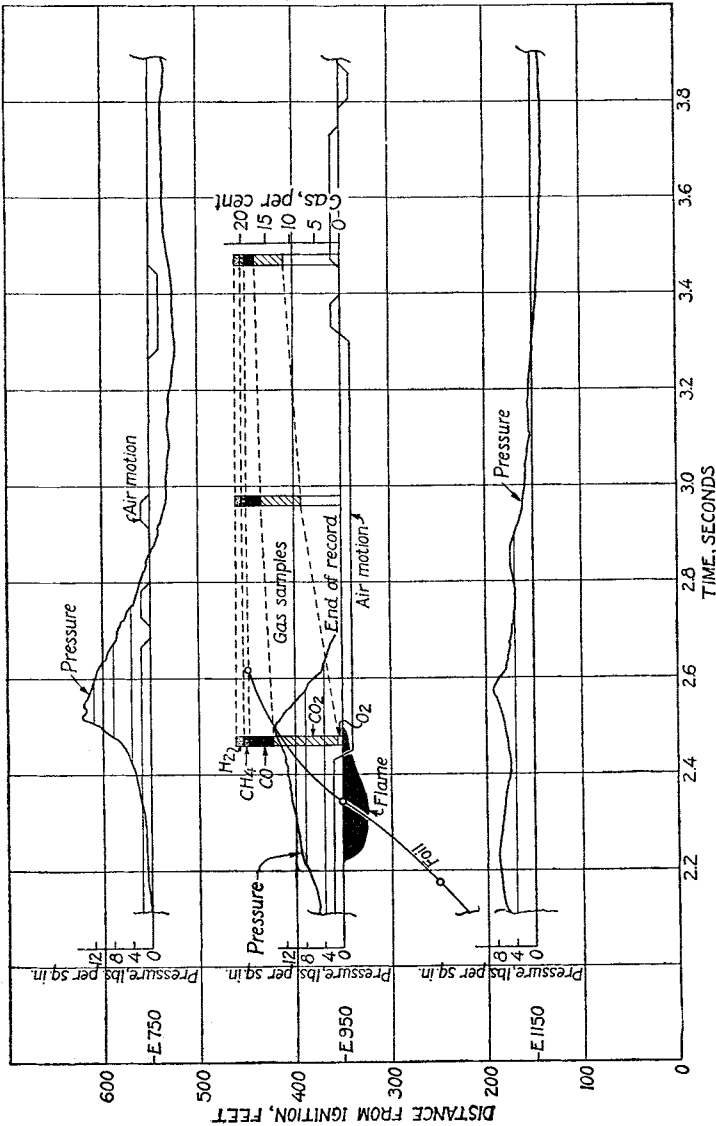 DISTANCE FROM IGNITION, FEET
600
500
400
300
200
100
0
E750
E950
E1150
Pressure, lbs per sq.in.
12
8
4
0
Pressure, lbs per sq.in.
12
8
4
0
Pressure, lbs per sq.in.
8
4
0
Pressure
Air motion
Gas, per cent
20
15
10
5
0
H2
CH4
CO
CO2
O2
Gas samples
End of record
Air motion
Pressure
Flame
Foil
Pressure
2.2
2.4
2.6
2.8
3.0
3.2
3.4
3.6
3.8
TIME, SECONDS